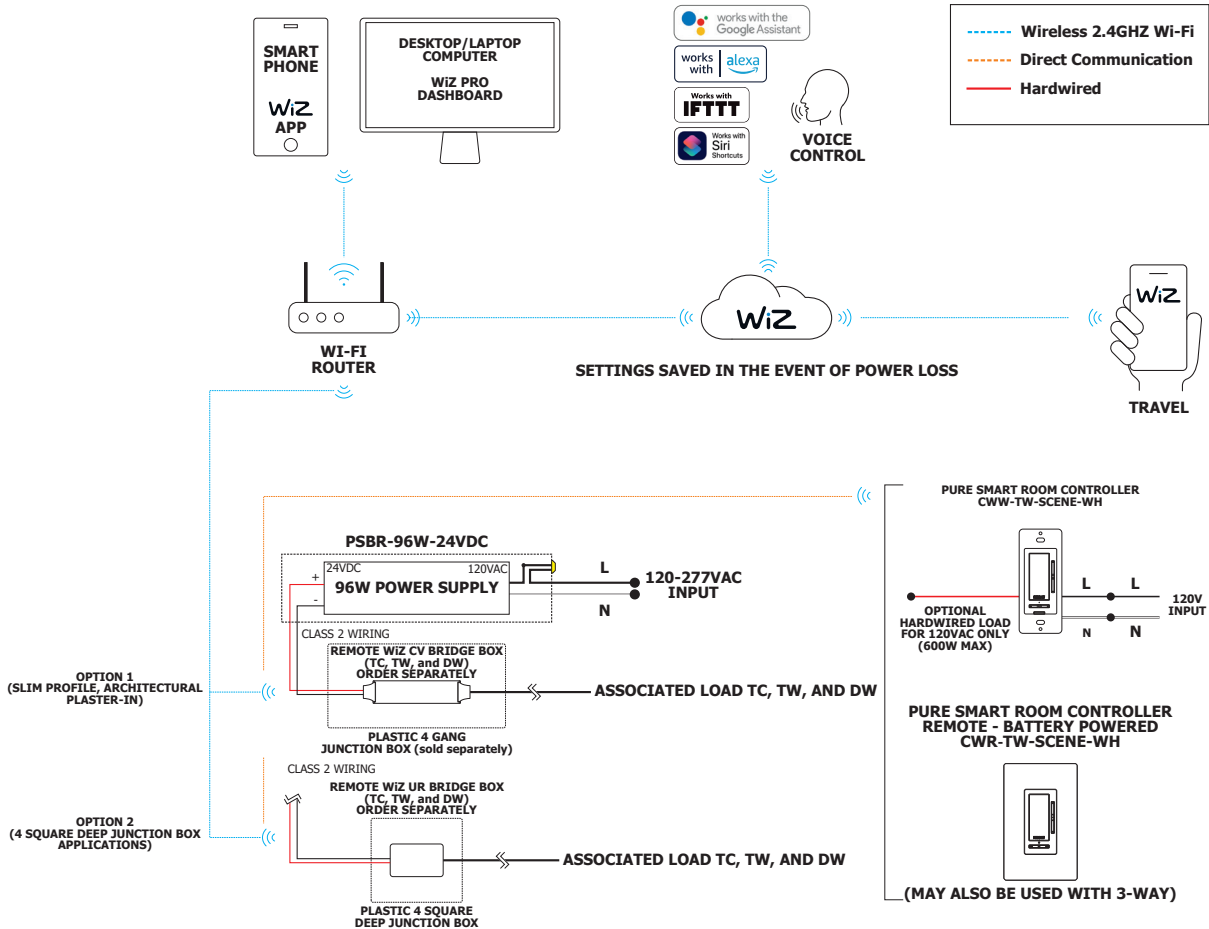 SMART
PHONE
WiZ
APP
DESKTOP/LAPTOP
COMPUTER
WiZ PRO
DASHBOARD
works with the
Google Assistant
works
with
alexa
Works with
IFTTT
Works with
Siri
Shortcuts
VOICE
CONTROL
Wireless 2.4GHZ Wi-Fi
Direct Communication
Hardwired
WI-FI
ROUTER
WiZ
SETTINGS SAVED IN THE EVENT OF POWER LOSS
WiZ
TRAVEL
PSBR-96W-24VDC
24VDC
120VAC
+
-
96W POWER SUPPLY
L
N
120-277VAC
INPUT
CLASS 2 WIRING
REMOTE WiZ CV BRIDGE BOX
(TC, TW, and DW)
ORDER SEPARATELY
OPTION 1
(SLIM PROFILE, ARCHITECTURAL
PLASTER-IN)
ASSOCIATED LOAD TC, TW, AND DW
PLASTIC 4 GANG
JUNCTION BOX (sold separately)
CLASS 2 WIRING
REMOTE WiZ UR BRIDGE BOX
(TC, TW, and DW)
ORDER SEPARATELY
OPTION 2
(4 SQUARE DEEP JUNCTION BOX
APPLICATIONS)
ASSOCIATED LOAD TC, TW, AND DW
PLASTIC 4 SQUARE
DEEP JUNCTION BOX
PURE SMART ROOM CONTROLLER
CWW-TW-SCENE-WH
L
L
N
N
120V
INPUT
OPTIONAL
HARDWIRED LOAD
FOR 120VAC ONLY
(600W MAX)
PURE SMART ROOM CONTROLLER
REMOTE - BATTERY POWERED
CWR-TW-SCENE-WH
(MAY ALSO BE USED WITH 3-WAY)